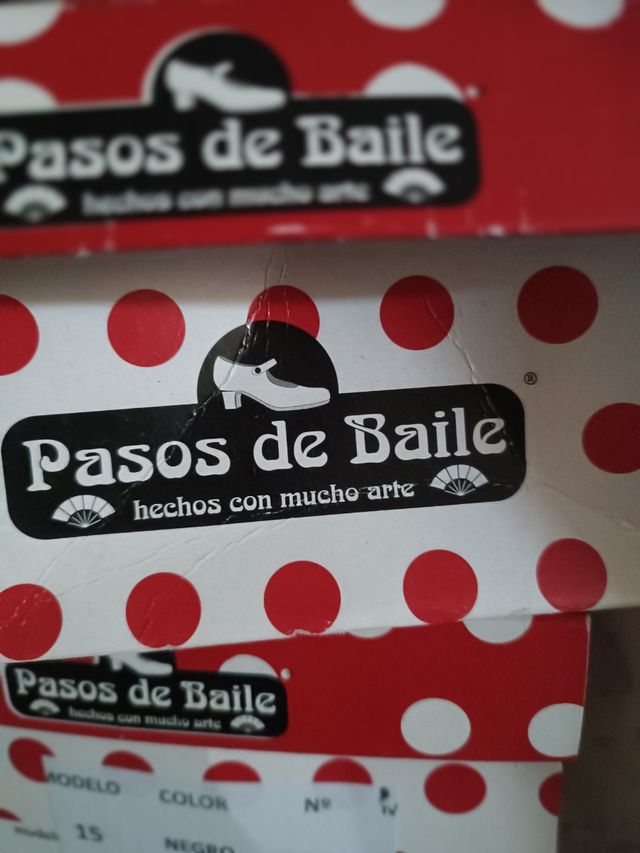 Pasos de Baile
hechos con mucho arte
Pasos de Baile
®
hechos con mucho arte
Pasos de Baile
hechos con mucho arte
MODELO COLOR Nº
15 NEGRO